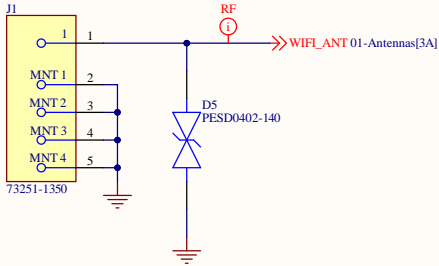 J1
RF
i
1 1
WIFI_ANT 01-Antennas[3A]
MNT 1 2
MNT 2 3
MNT 3 4
MNT 4 5
D5
PESD0402-140
73251-1350